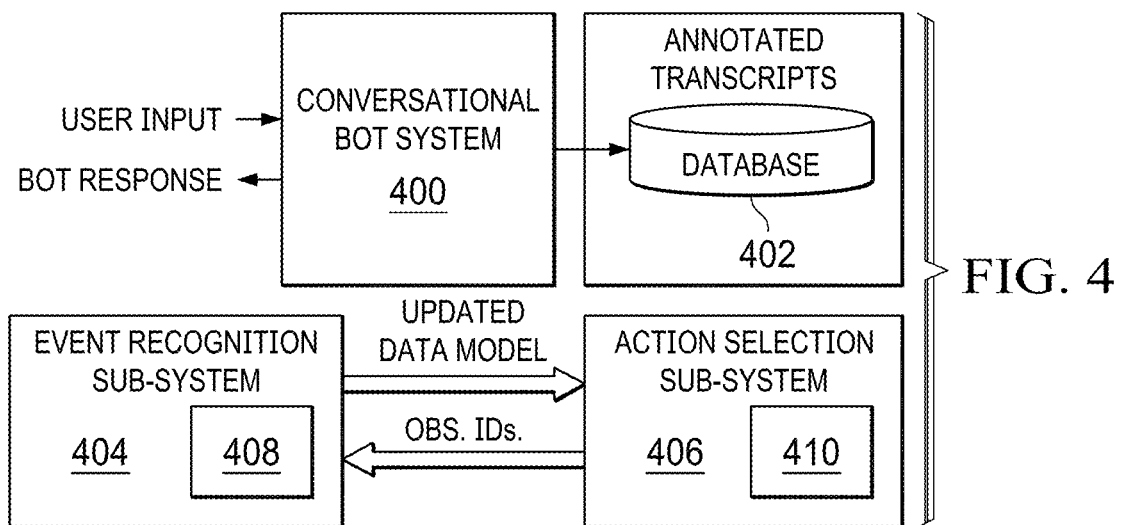 USER INPUT
BOT RESPONSE
CONVERSATIONAL
BOT SYSTEM
400
ANNOTATED
TRANSCRIPTS
DATABASE
402
FIG. 4
EVENT RECOGNITION
SUB-SYSTEM
404
408
UPDATED
DATA MODEL
OBS. IDs.
ACTION SELECTION
SUB-SYSTEM
406
410